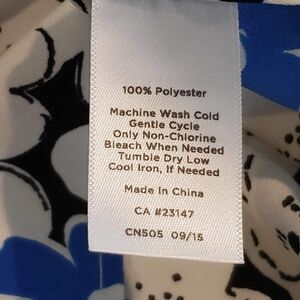 100% Polyester
Machine Wash Cold
Gentle Cycle
Only Non-Chlorine
Bleach When Needed
Tumble Dry Low
Cool Iron, If Needed
Made In China
CA #23147
CN505 09/15